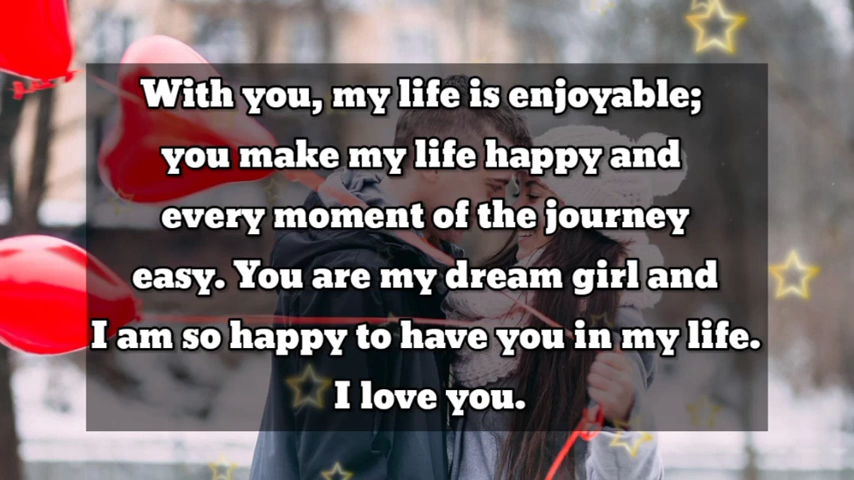 With you, my life is enjoyable;
you make my life happy and
every moment of the journey
easy. You are my dream girl and
I am so happy to have you in my life.
I love you.